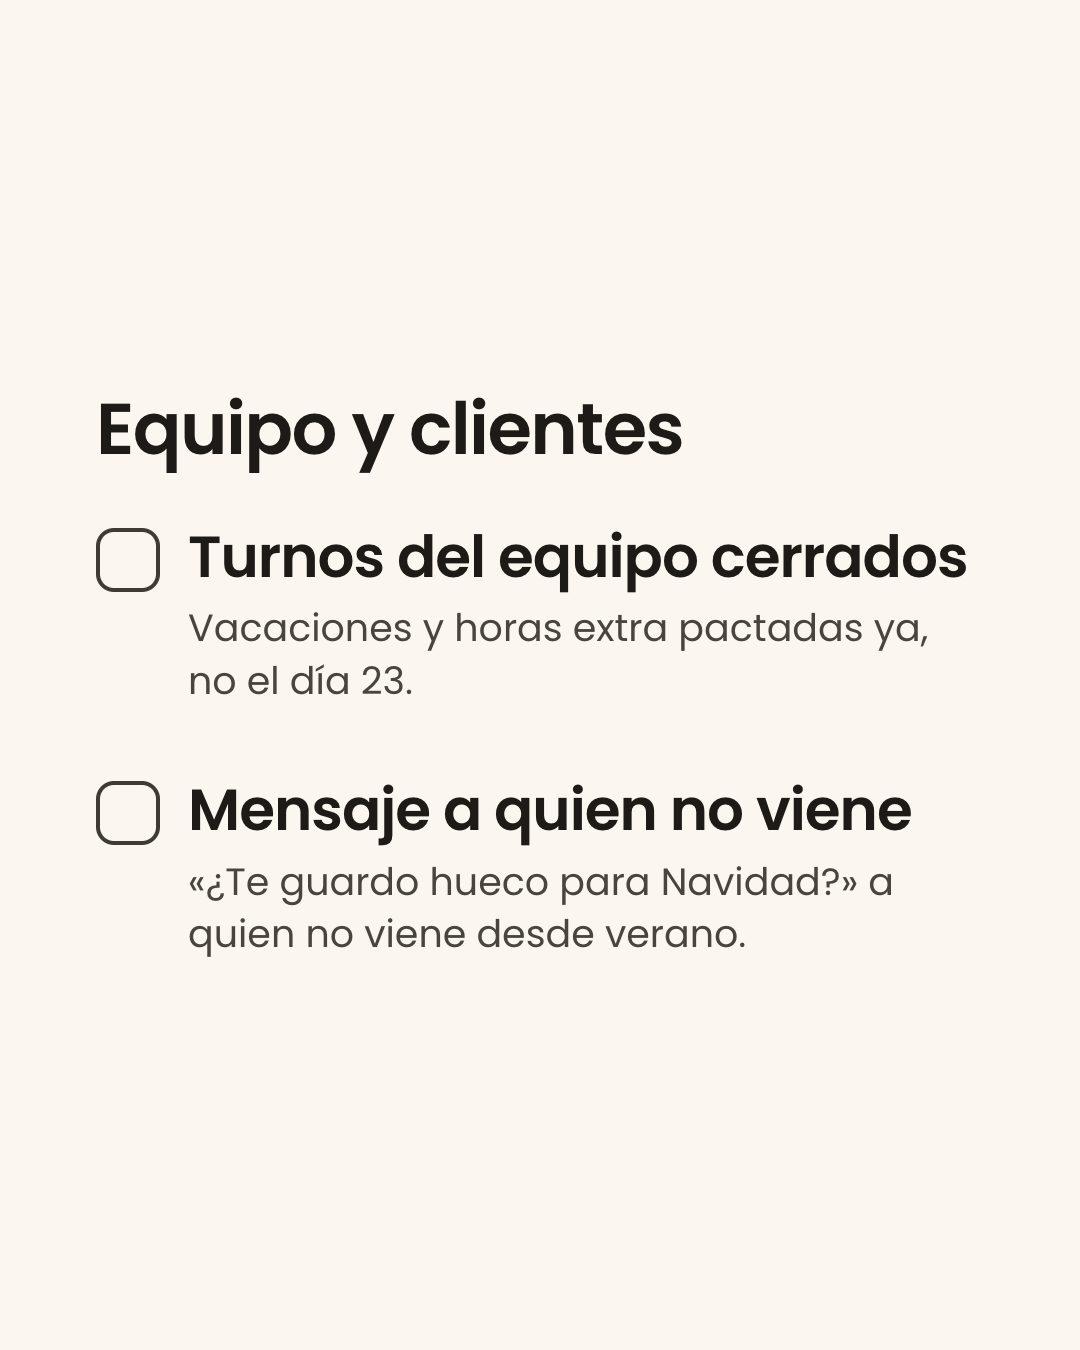 Equipo y clientes
Turnos del equipo cerrados
Vacaciones y horas extra pactadas ya,
no el día 23.
Mensaje a quien no viene
«¿Te guardo hueco para Navidad?» a
quien no viene desde verano.